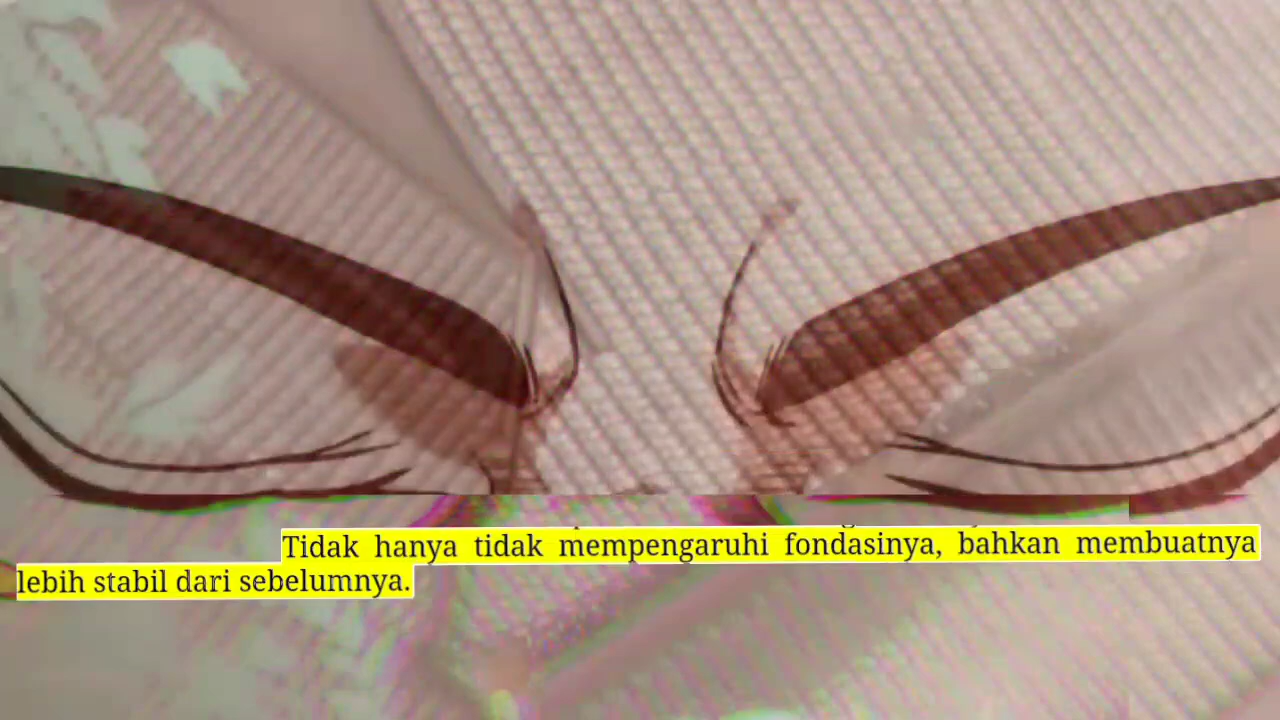 Tidak hanya tidak mempengaruhi fondasinya, bahkan membuatnya
lebih stabil dari sebelumnya.